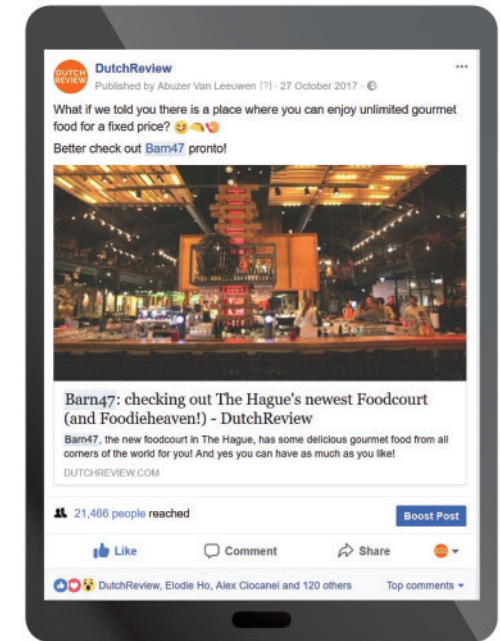 DUTCH
REVIEW
DutchReview
Published by Abuzer Van Leeuwen [?] · 27 October 2017 ·
What if we told you there is a place where you can enjoy unlimited gourmet
food for a fixed price?
Better check out Barn47 pronto!
Barn47: checking out The Hague's newest Foodcourt
(and Foodieheaven!) - DutchReview
Barn47, the new foodcourt in The Hague, has some delicious gourmet food from all
corners of the world for you! And yes you can have as much as you like!
DUTCHREVIEW.COM
21,466 people reached
Boost Post
Like Comment Share
DutchReview, Elodie Ho, Alex Ciocanel and 120 others Top comments